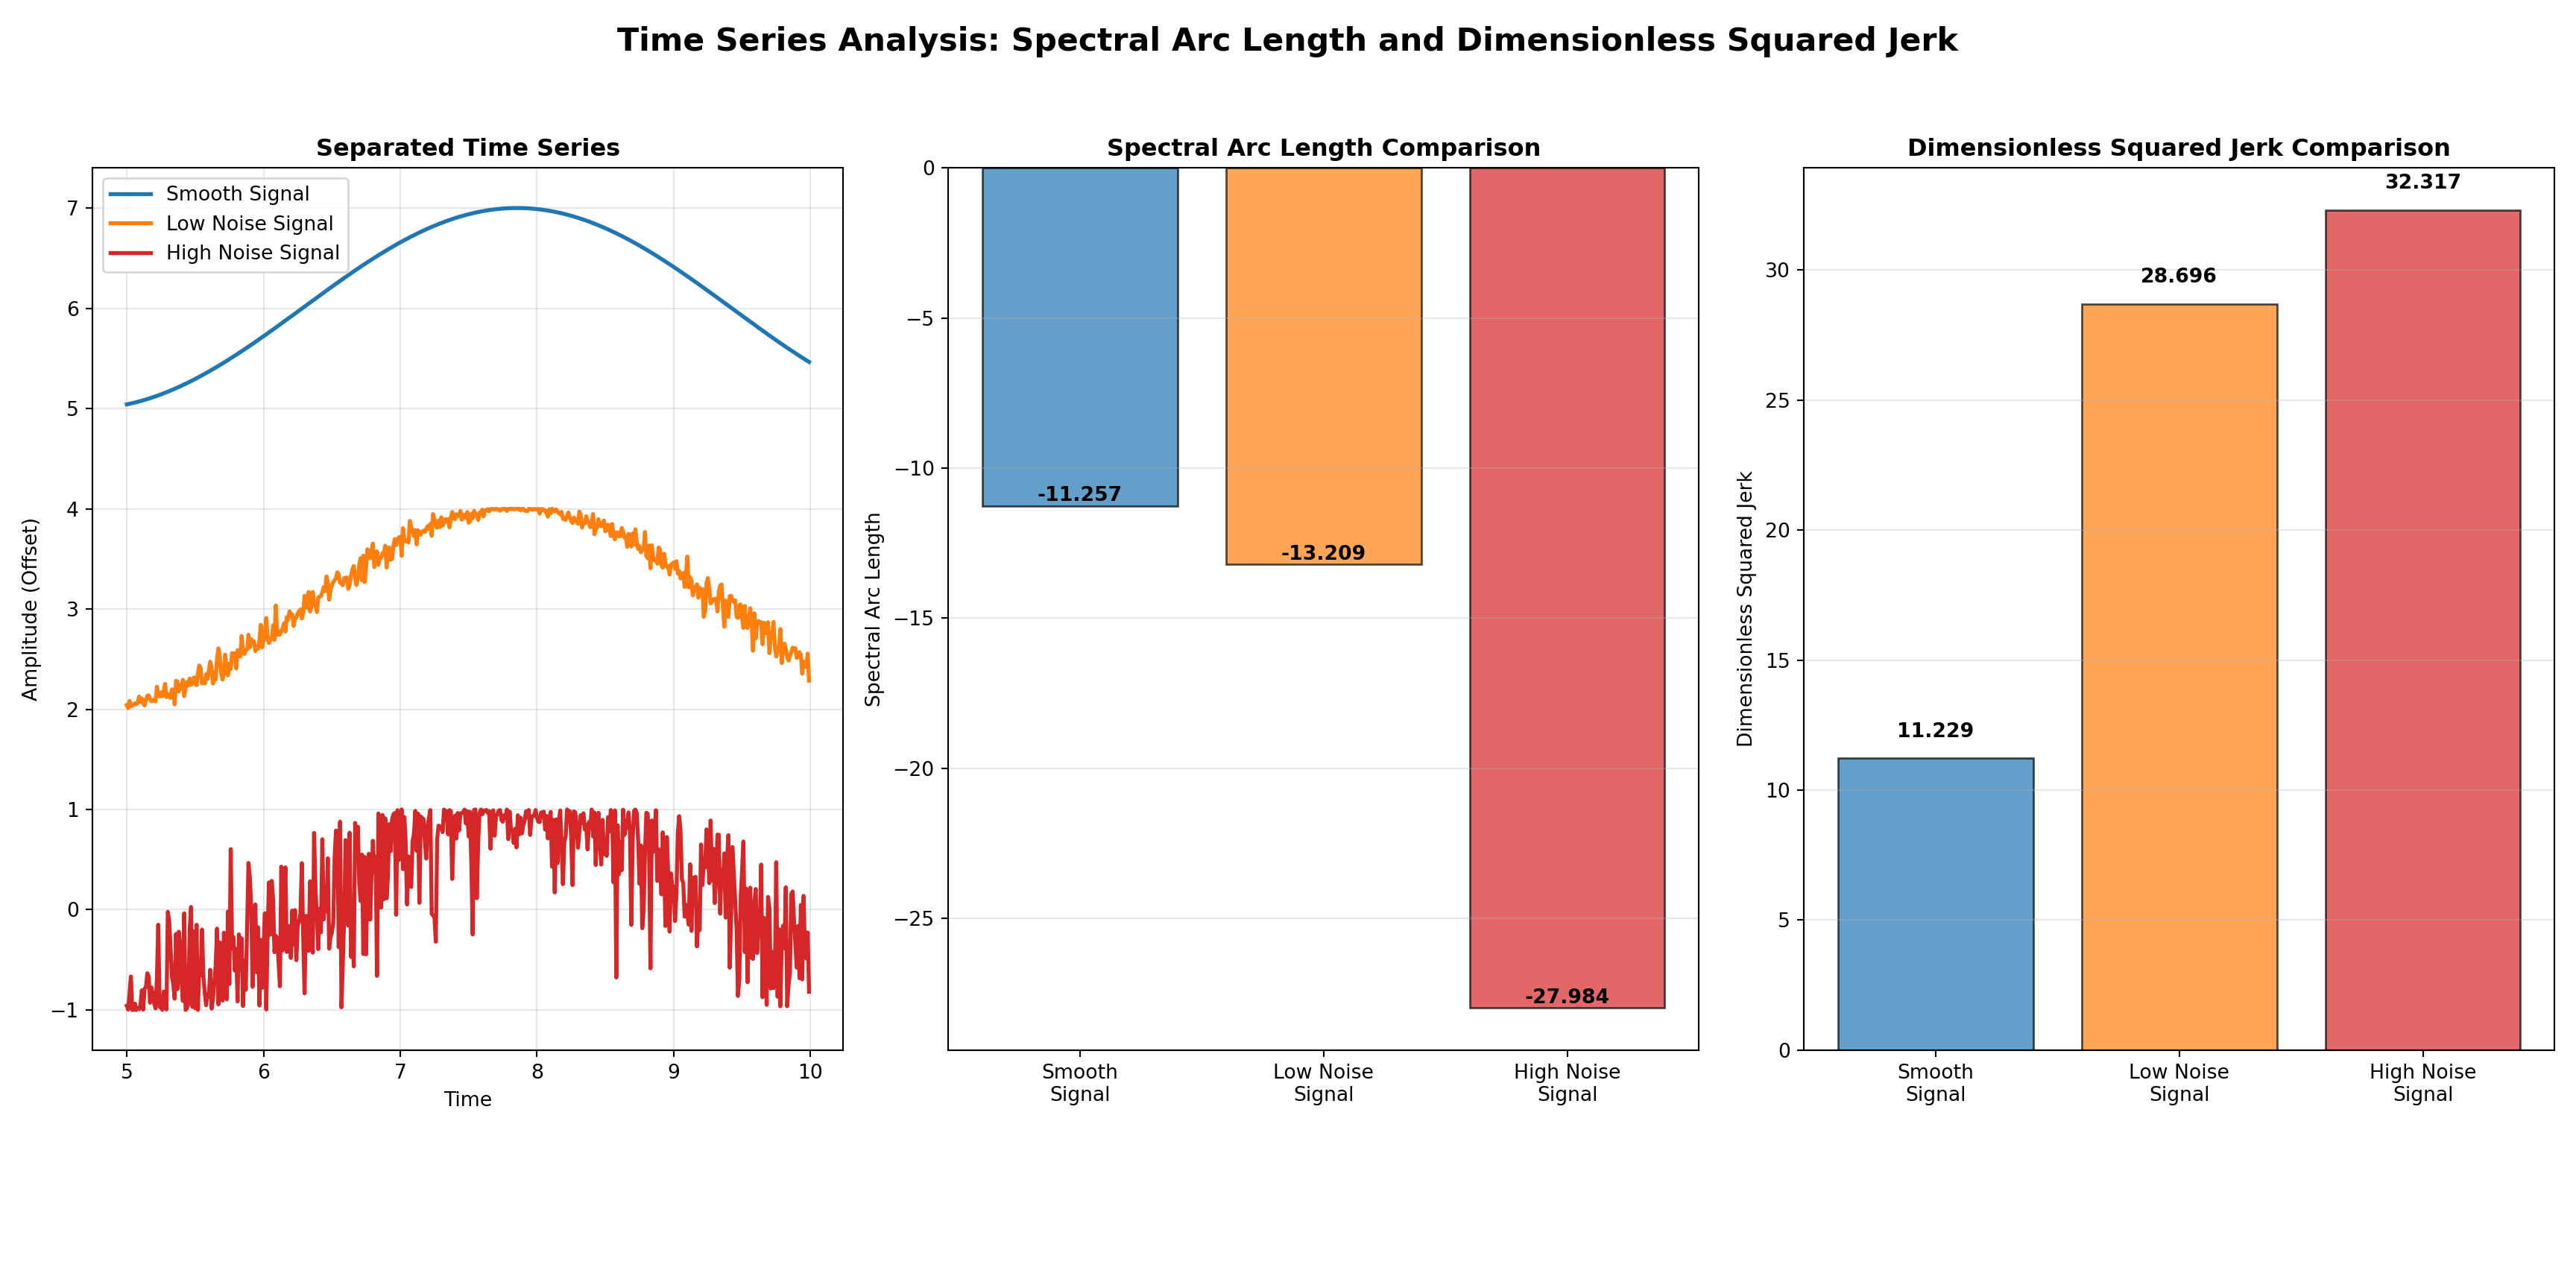 Time Series Analysis: Spectral Arc Length and Dimensionless Squared Jerk
Separated Time Series
Smooth Signal
Low Noise Signal
High Noise Signal
7
6
5
4
3
2
1
0
−1
Amplitude (Offset)
5 6 7 8 9 10
Time
Spectral Arc Length Comparison
0
−5
−10
−15
−20
−25
Spectral Arc Length
-11.257
-13.209
-27.984
Smooth
Signal
Low Noise
Signal
High Noise
Signal
Dimensionless Squared Jerk Comparison
30
25
20
15
10
5
0
Dimensionless Squared Jerk
11.229
28.696
32.317
Smooth
Signal
Low Noise
Signal
High Noise
Signal